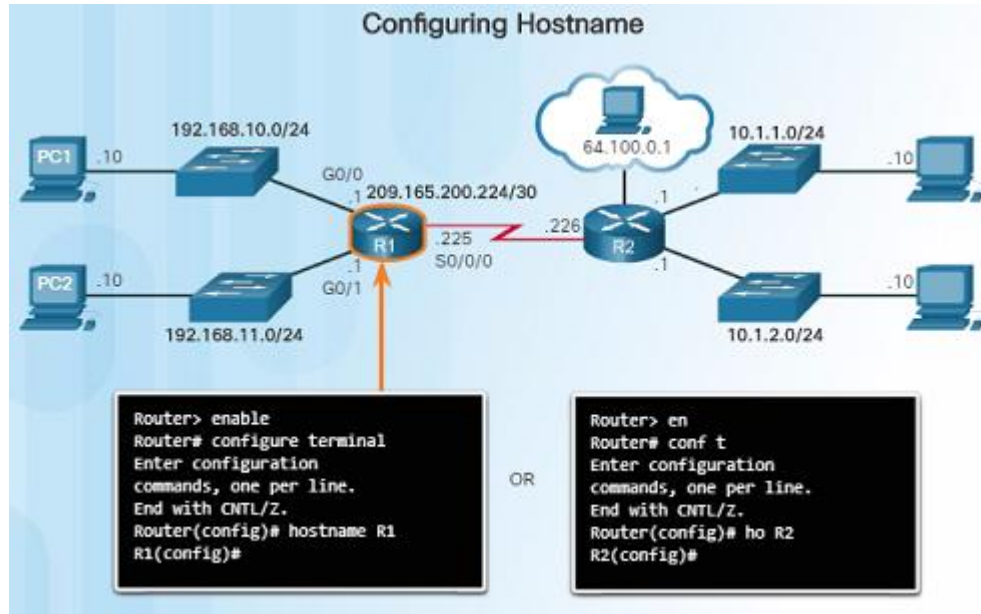 Configuring Hostname
192.168.10.0/24
10.1.1.0/24
64.100.0.1
PC1
.10
.10
G0/0
.1
209.165.200.224/30
.1
R1
.225
S0/0/0
.226
R2
.1
G0/1
.1
PC2
.10
.10
192.168.11.0/24
10.1.2.0/24
Router> enable
Router# configure terminal
Enter configuration
commands, one per line.
End with CNTL/Z.
Router(config)# hostname R1
R1(config)#
OR
Router> en
Router# conf t
Enter configuration
commands, one per line.
End with CNTL/Z.
Router(config)# ho R2
R2(config)#